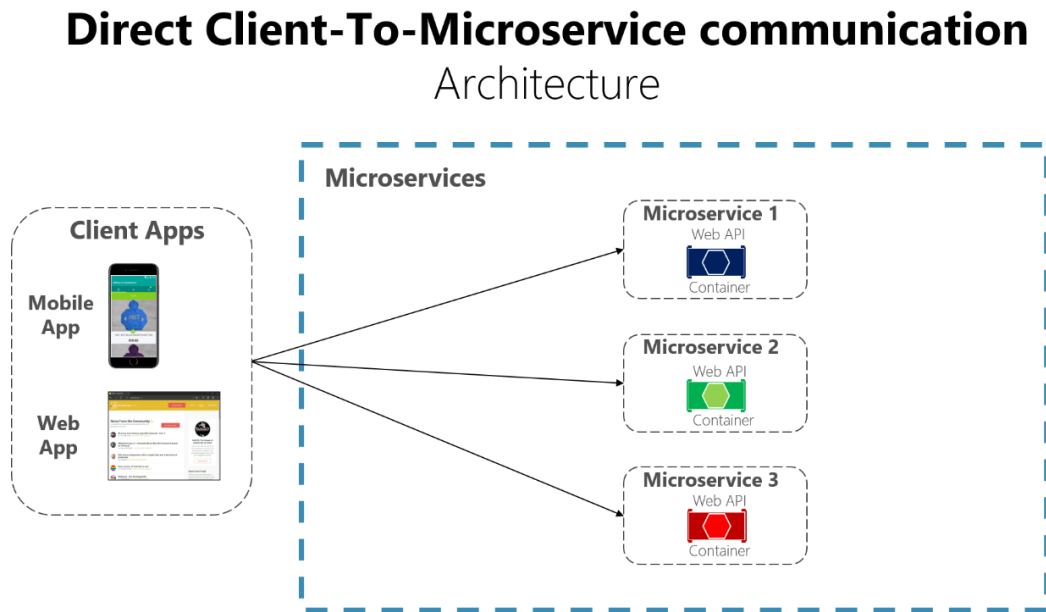 Direct Client-To-Microservice communication
Architecture
Microservices
Client Apps
Mobile
App
Web
App
Microservice 1
Web API
Container
Microservice 2
Web API
Container
Microservice 3
Web API
Container